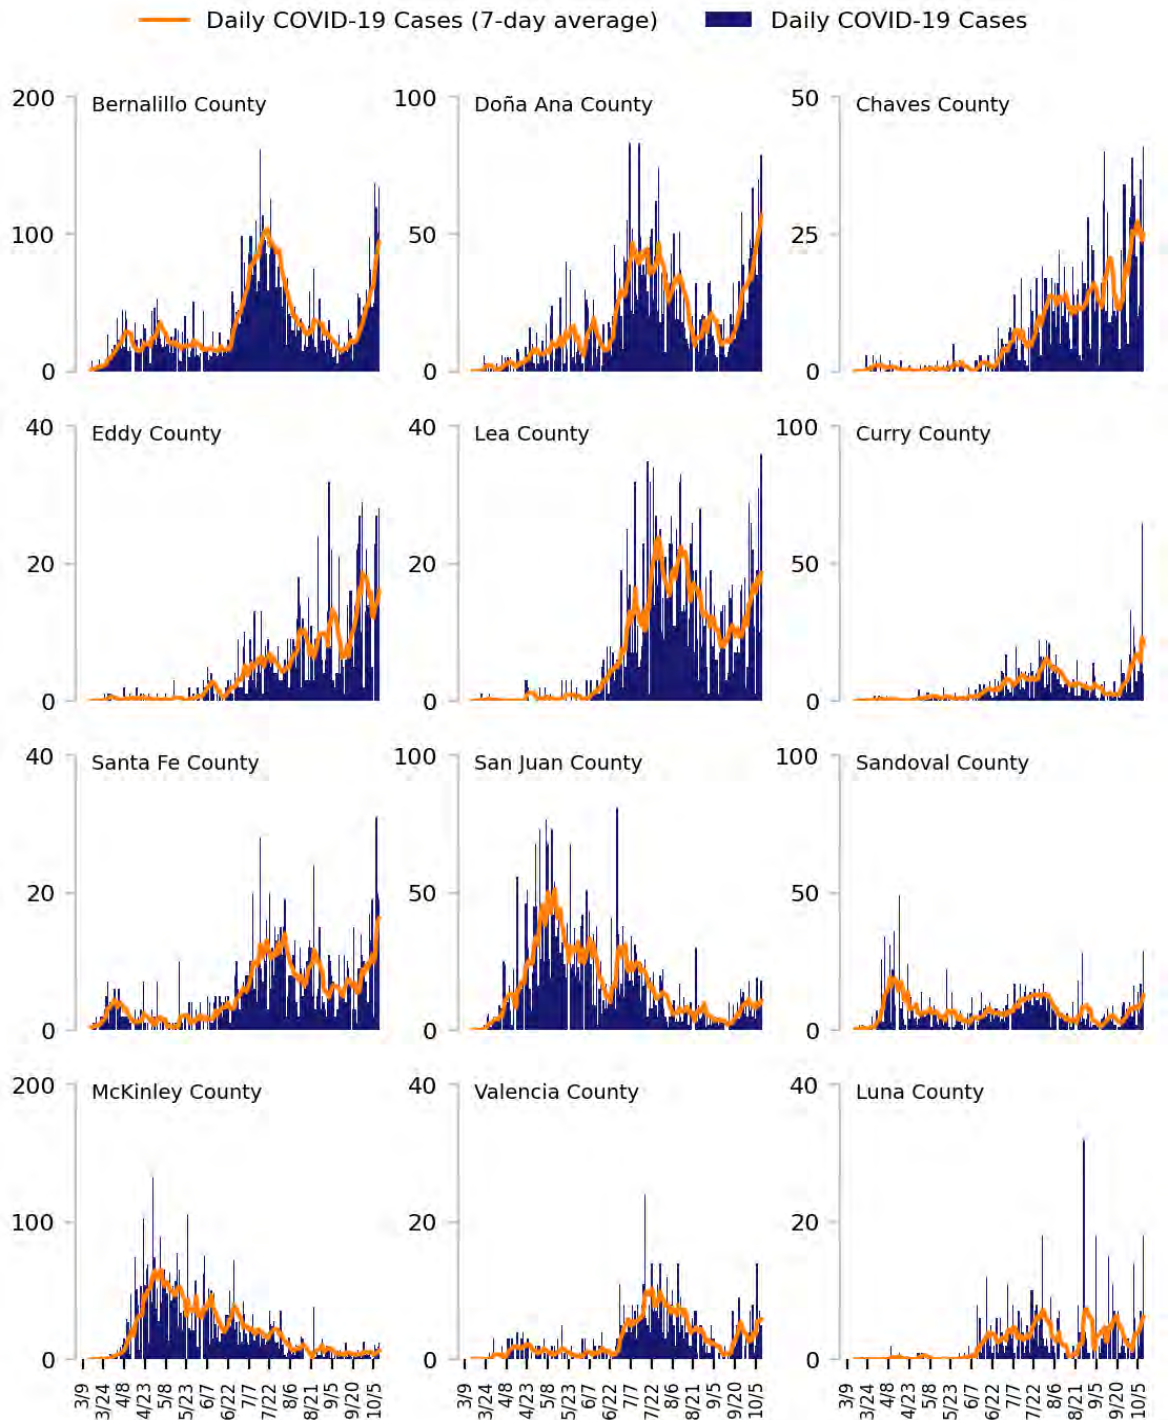 Daily COVID-19 Cases (7-day average) Daily COVID-19 Cases
200 Bernalillo County 100 Doña Ana County 50 Chaves County
100 50 25
0 0 0
40 Eddy County 40 Lea County 100 Curry County
20 20 50
0 0 0
40 Santa Fe County 100 San Juan County 100 Sandoval County
20 50 50
0 0 0
200 McKinley County 40 Valencia County 40 Luna County
100 20 20
0 0 0
3/9 3/24 4/8 4/23 5/8 5/23 6/7 6/22 7/7 7/22 8/6 8/21 9/5 9/20 10/5 3/9 3/24 4/8 4/23 5/8 5/23 6/7 6/22 7/7 7/22 8/6 8/21 9/5 9/20 10/5 3/9 3/24 4/8 4/23 5/8 5/23 6/7 6/22 7/7 7/22 8/6 8/21 9/5 9/20 10/5